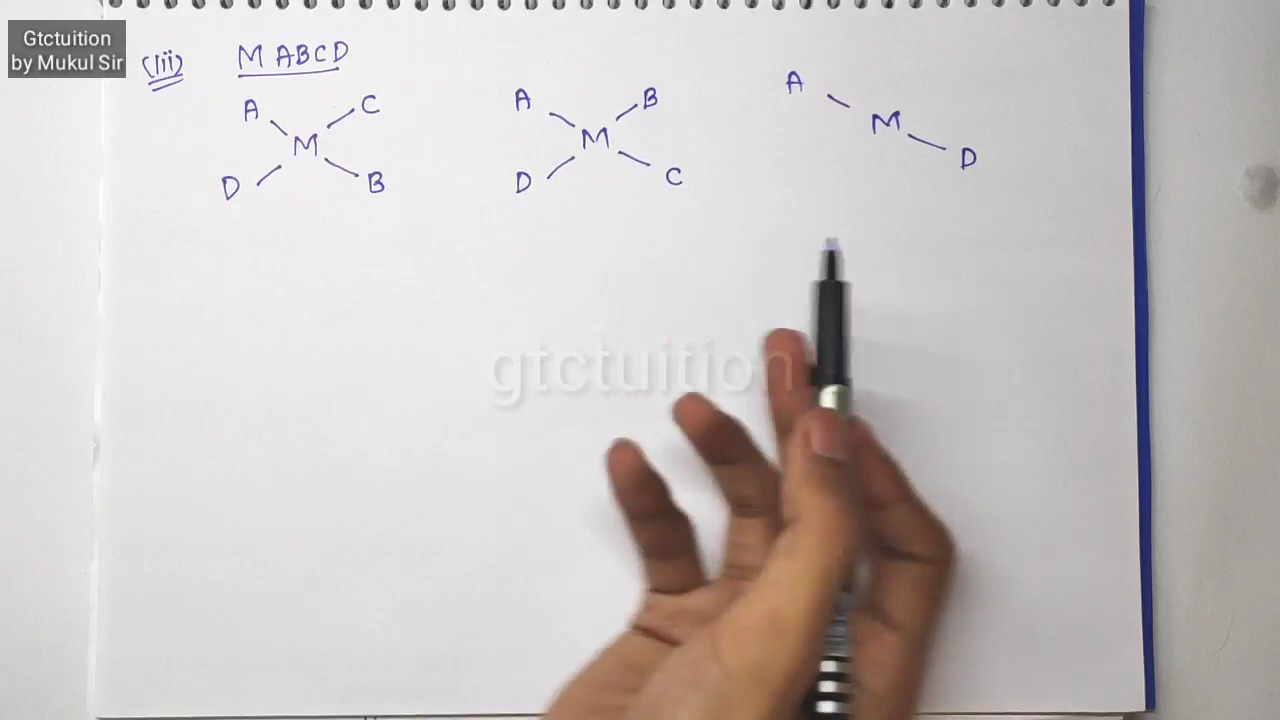 Gtctuition
by Mukul Sir
(iii) M ABCD
A C
M
D B
A B
M
D C
A
M
D
gtctuition